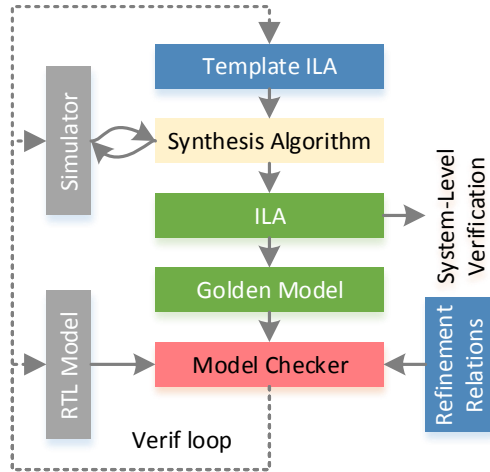 Template ILA
Simulator
Synthesis Algorithm
ILA
System-Level
Verification
Golden Model
RTL Model
Model Checker
Refinement
Relations
Verif loop